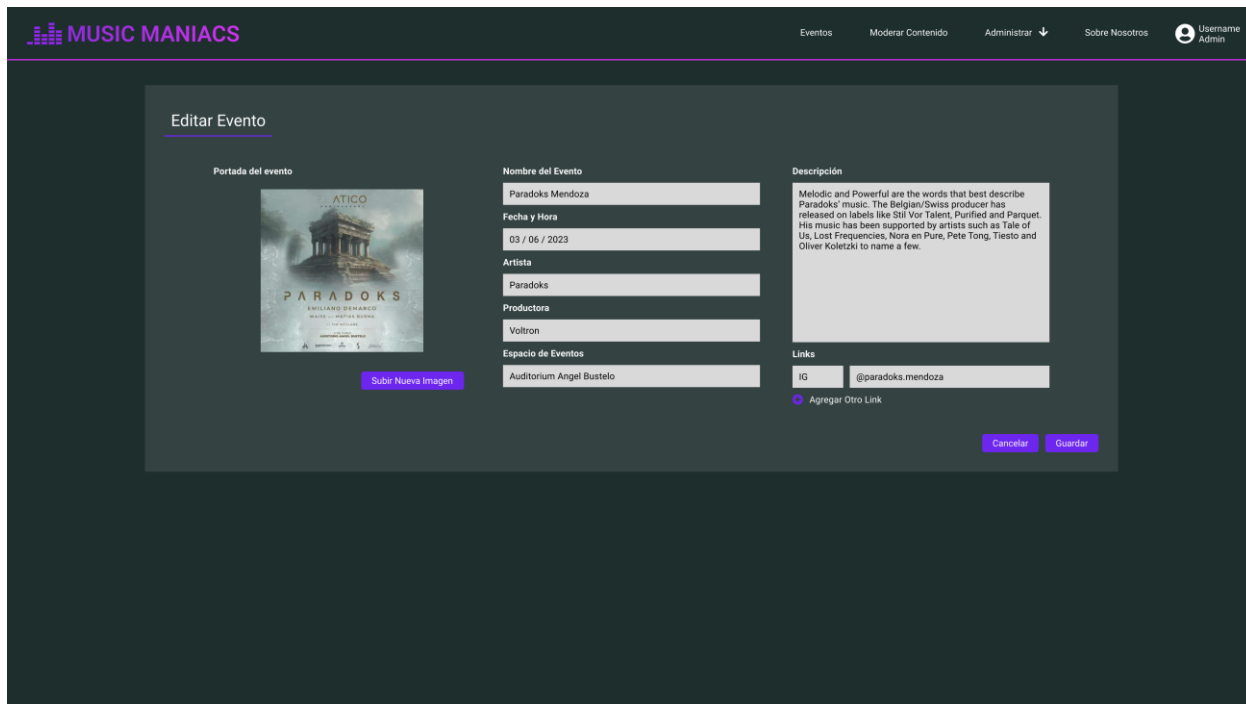 MUSIC MANIACS
Eventos
Moderar Contenido
Administrar
Sobre Nosotros
Username
Admin
Editar Evento
Portada del evento
ATICO
PARADOKS
EMILIANO DEMARCO
Subir Nueva Imagen
Nombre del Evento
Paradoks Mendoza
Fecha y Hora
03 / 06 / 2023
Artista
Paradoks
Productora
Voltron
Espacio de Eventos
Auditorium Angel Bustelo
Descripción
Melodic and Powerful are the words that best describe
Paradoks' music. The Belgian/Swiss producer has
released on labels like Stil Vor Talent, Purified and Parquet.
His music has been supported by artists such as Tale of
Us, Lost Frequencies, Nora en Pure, Pete Tong, Tiesto and
Oliver Koletzki to name a few.
Links
IG
@paradoks.mendoza
Agregar Otro Link
Cancelar
Guardar